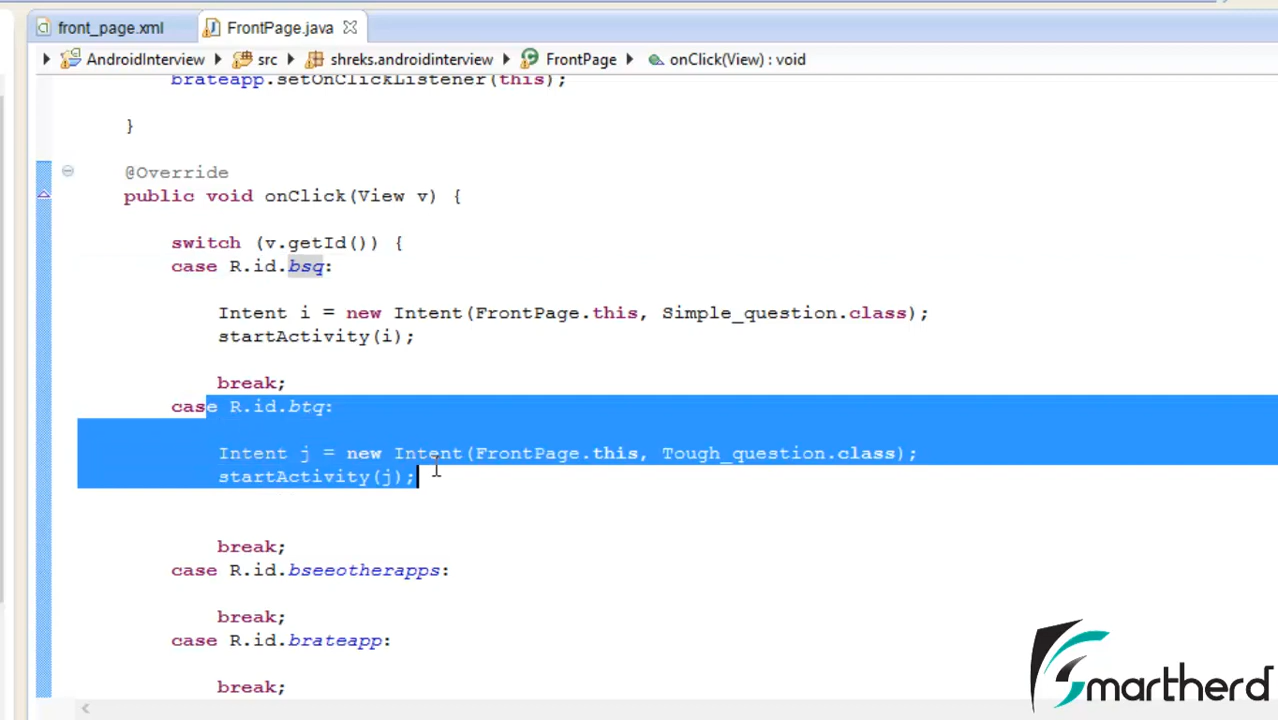 front_page.xml FrontPage.java
AndroidInterview src shreks.androidinterview FrontPage onClick(View) : void
brateapp.setOnClickListener(this);
}
@Override
public void onClick(View v) {
switch (v.getId()) {
case R.id.bsq:
Intent i = new Intent(FrontPage.this, Simple_question.class);
startActivity(i);
break;
case R.id.btq:
Intent j = new Intent(FrontPage.this, Tough_question.class);
startActivity(j);
break;
case R.id.bseeotherapps:
break;
case R.id.brateapp:
break;
Smartherd